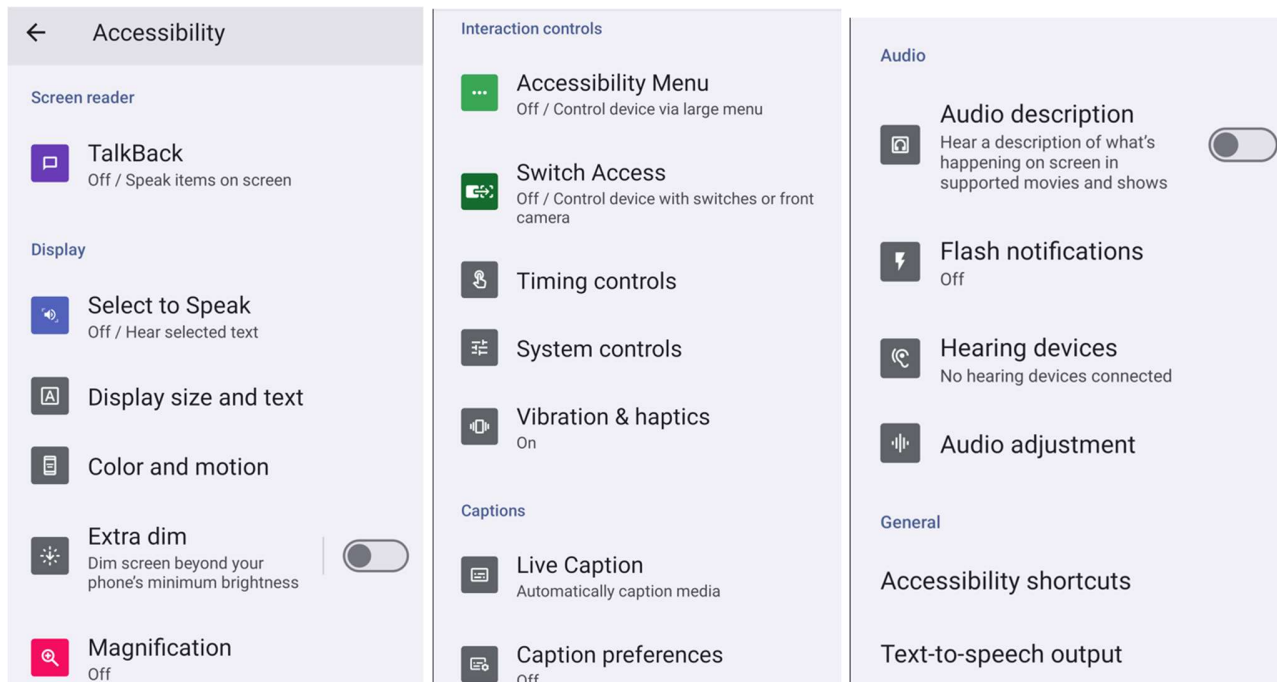 Accessibility
Screen reader
TalkBack
Off / Speak items on screen
Display
Select to Speak
Off / Hear selected text
Display size and text
Color and motion
Extra dim
Dim screen beyond your
phone's minimum brightness
Magnification
Off
Interaction controls
Accessibility Menu
Off / Control device via large menu
Switch Access
Off / Control device with switches or front
camera
Timing controls
System controls
Vibration & haptics
On
Captions
Live Caption
Automatically caption media
Caption preferences
Off
Audio
Audio description
Hear a description of what's
happening on screen in
supported movies and shows
Flash notifications
Off
Hearing devices
No hearing devices connected
Audio adjustment
General
Accessibility shortcuts
Text-to-speech output